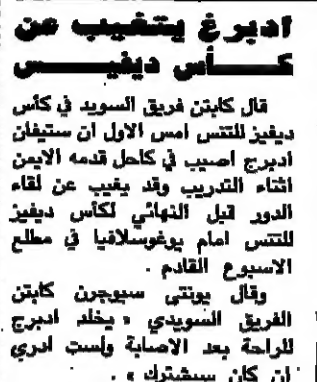 ادبرغ يتغيب عن
كأس ديفيس
قال كابتن فريق السويد في كأس
ديفيز للتنس امس الاول ان ستيفان
ادبرج اصيب في كاحل قدمه الايمن
اثناء التدريب وقد يغيب عن لقاء
الدور قبل النهائي لكأس ديفيز
للتنس امام يوغوسلافيا في مطلع
الاسبوع القادم .
وقال يونتي سيوجرن كابتن
الفريق السويدي « يخلد ادبرج
للراحة بعد الاصابة ولست ادري
ان كان سيشترك » .